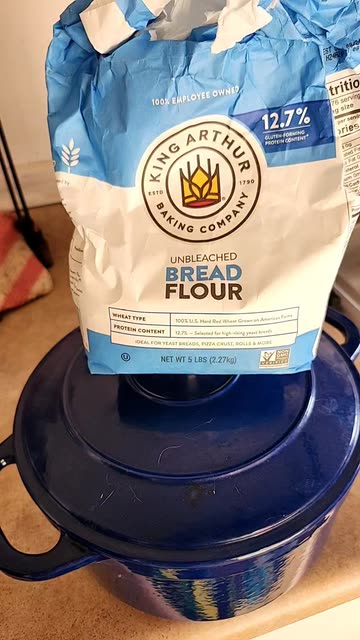 100% EMPLOYEE OWNED
12.7%
GLUTEN-FORMING
PROTEIN CONTENT
KING ARTHUR
ESTD 1790
BAKING COMPANY
UNBLEACHED
BREAD
FLOUR
WHEAT TYPE 100% U.S. Hard Red Wheat Grown on American Farms
PROTEIN CONTENT 12.7% — Selected for high-rising yeast breads
IDEAL FOR YEAST BREADS, PIZZA CRUST, ROLLS & MORE
NET WT 5 LBS (2.27kg)